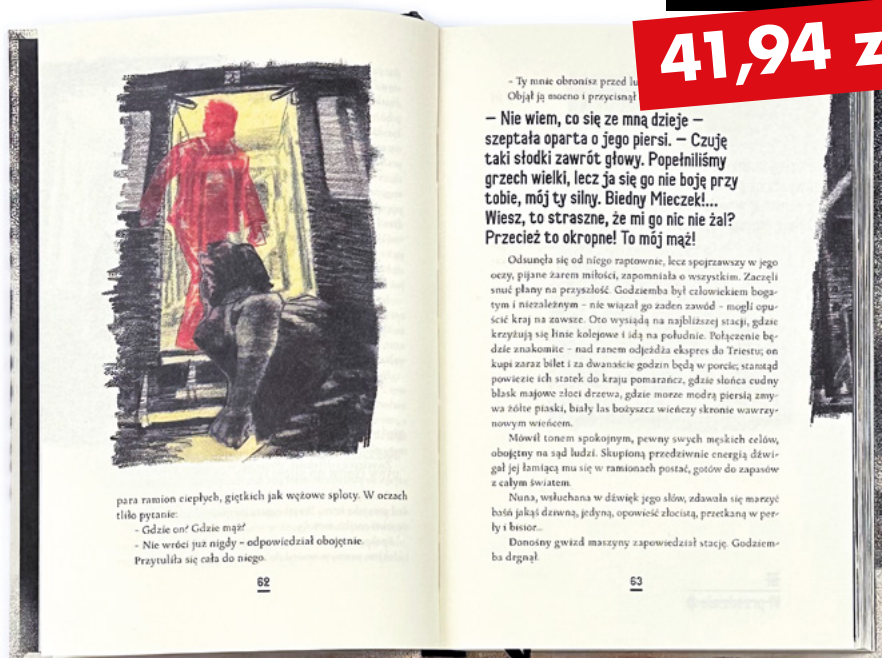 41,94 z
para ramion ciepłych, giętkich jak wężowe sploty. W oczach
tliło pytanie:
- Gdzie on? Gdzie mąż?
- Nie wróci już nigdy - odpowiedział obojętnie.
Przytuliła się cała do niego.
62
- Ty mnie obronisz przed
Objął ją mocno i przycisnął
— Nie wiem, co się ze mną dzieje —
szeptała oparta o jego piersi. — Czuję
taki słodki zawrót głowy. Popełniliśmy
grzech wielki, lecz ja się go nie boję przy
tobie, mój ty silny. Biedny Mieczek!...
Wiesz, to straszne, że mi go nic nie żal?
Przecież to okropne! To mój mąż!
Odsunęła się od niego raptownie, lecz spojrzawszy w jego
oczy, pijane żarem miłości, zapomniała o wszystkim. Zaczęli
snuć plany na przyszłość. Godziemba był człowiekiem boga-
tym i niezależnym - nie wiązał go żaden zawód - mogli opu-
ścić kraj na zawsze. Oto wysiądą na najbliższej stacji, gdzie
krzyżują się linie kolejowe i idą na południe. Połączenie bę-
dzie znakomite - nad ranem odjeżdża ekspres do Triestu; on
kupi zaraz bilet i za dwanaście godzin będą w porcie; stamtąd
powiezie ich statek do kraju pomarańcz, gdzie słońca cudny
blask majowe złoci drzewa, gdzie morze modrą piersią zmy-
wa żółte piaski, biały las bożyszcz wieńczy skronie wawrzy-
nowym wieńcem.
Mówił tonem spokojnym, pewny swych męskich celów,
obojętny na sąd ludzi. Skupioną przedziwnie energią dźwi-
gał jej łamiącą mu się w ramionach postać, gotów do zapasów
z całym światem.
Nuna, wsłuchana w dźwięk jego słów, zdawała się marzyć
baśń jakąś dziwną, jedyną, opowieść złocistą, przetkaną w per-
ły i bisior...
Donośny gwizd maszyny zapowiedział stację. Godziem-
ba drgnął.
63